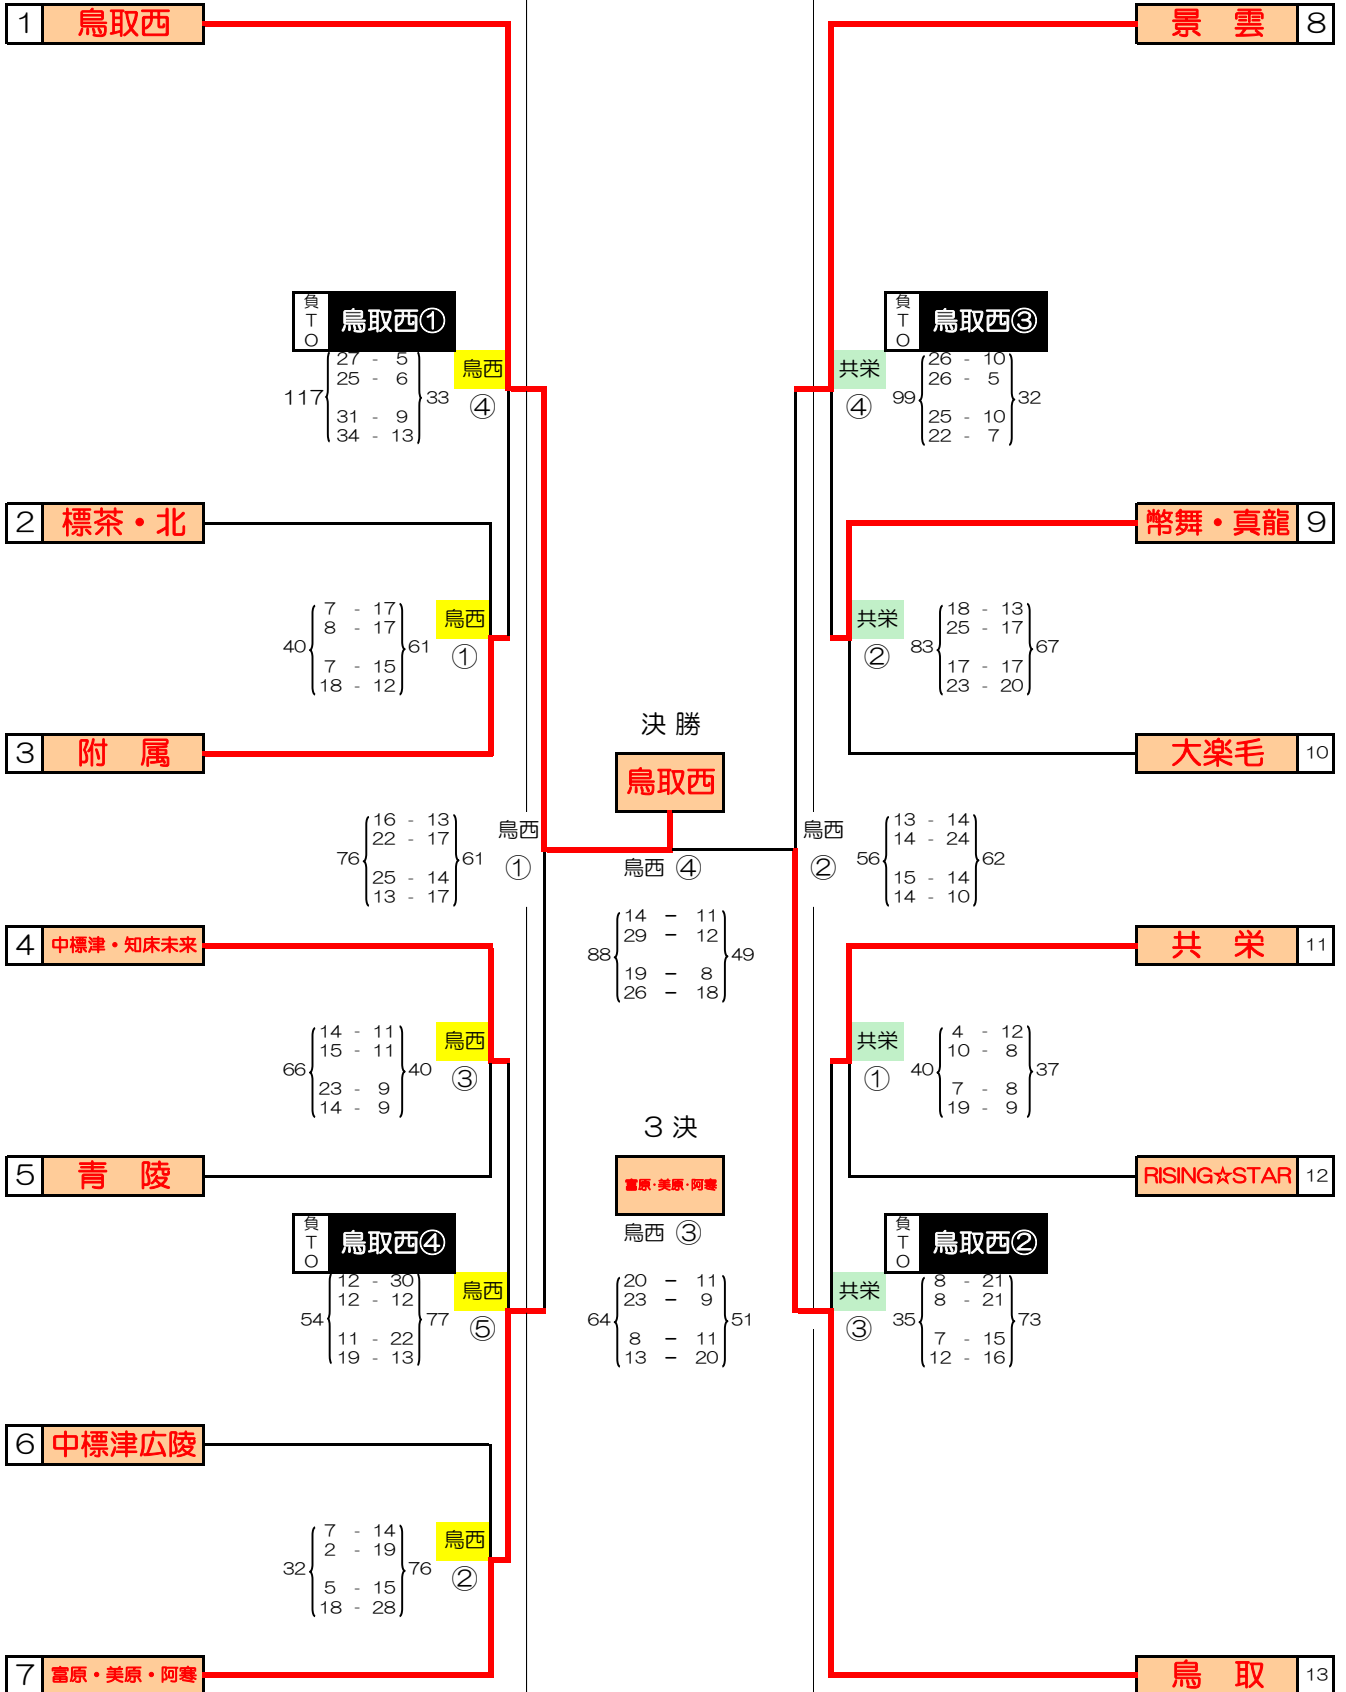 1 鳥取西
景　雲 8
負TO 鳥取西①
27 - 5
25 - 6
117 33
31 - 9
34 - 13
鳥西
④
負TO 鳥取西③
26 - 10
26 - 5
99 32
25 - 10
22 - 7
共栄
④
2 標茶・北
幣舞・真龍 9
7 - 17
8 - 17
40 61
7 - 15
18 - 12
鳥西
①
共栄
②
18 - 13
25 - 17
83 67
17 - 17
23 - 20
3 附　属
決 勝
鳥取西
大楽毛 10
16 - 13
22 - 17
76 61
25 - 14
13 - 17
鳥西
①
鳥西 ④
14 － 11
29 － 12
88 49
19 － 8
26 － 18
鳥西
②
13 - 14
14 - 24
56 62
15 - 14
14 - 10
4 中標津・知床未来
共　栄 11
14 - 11
15 - 11
66 40
23 - 9
14 - 9
鳥西
③
共栄
①
4 - 12
10 - 8
40 37
7 - 8
19 - 9
5 青　陵
3 決
富原・美原・阿寒
鳥西 ③
20 － 11
23 － 9
64 51
8 － 11
13 － 20
RISING☆STAR 12
負TO 鳥取西④
12 - 30
12 - 12
54 77
11 - 22
19 - 13
鳥西
⑤
負TO 鳥取西②
共栄
③
8 - 21
8 - 21
35 73
7 - 15
12 - 16
6 中標津広陵
7 - 14
2 - 19
32 76
5 - 15
18 - 28
鳥西
②
7 富原・美原・阿寒
鳥　取 13